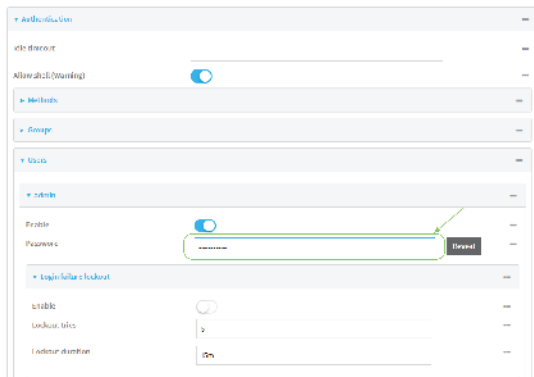 Authentication
Idle timeout
Allow shell (Warning)
Methods
Groups
Users
admin
Enable
Password
Reveal
Login failure lockout
Enable
Lockout tries
5
Lockout duration
15m